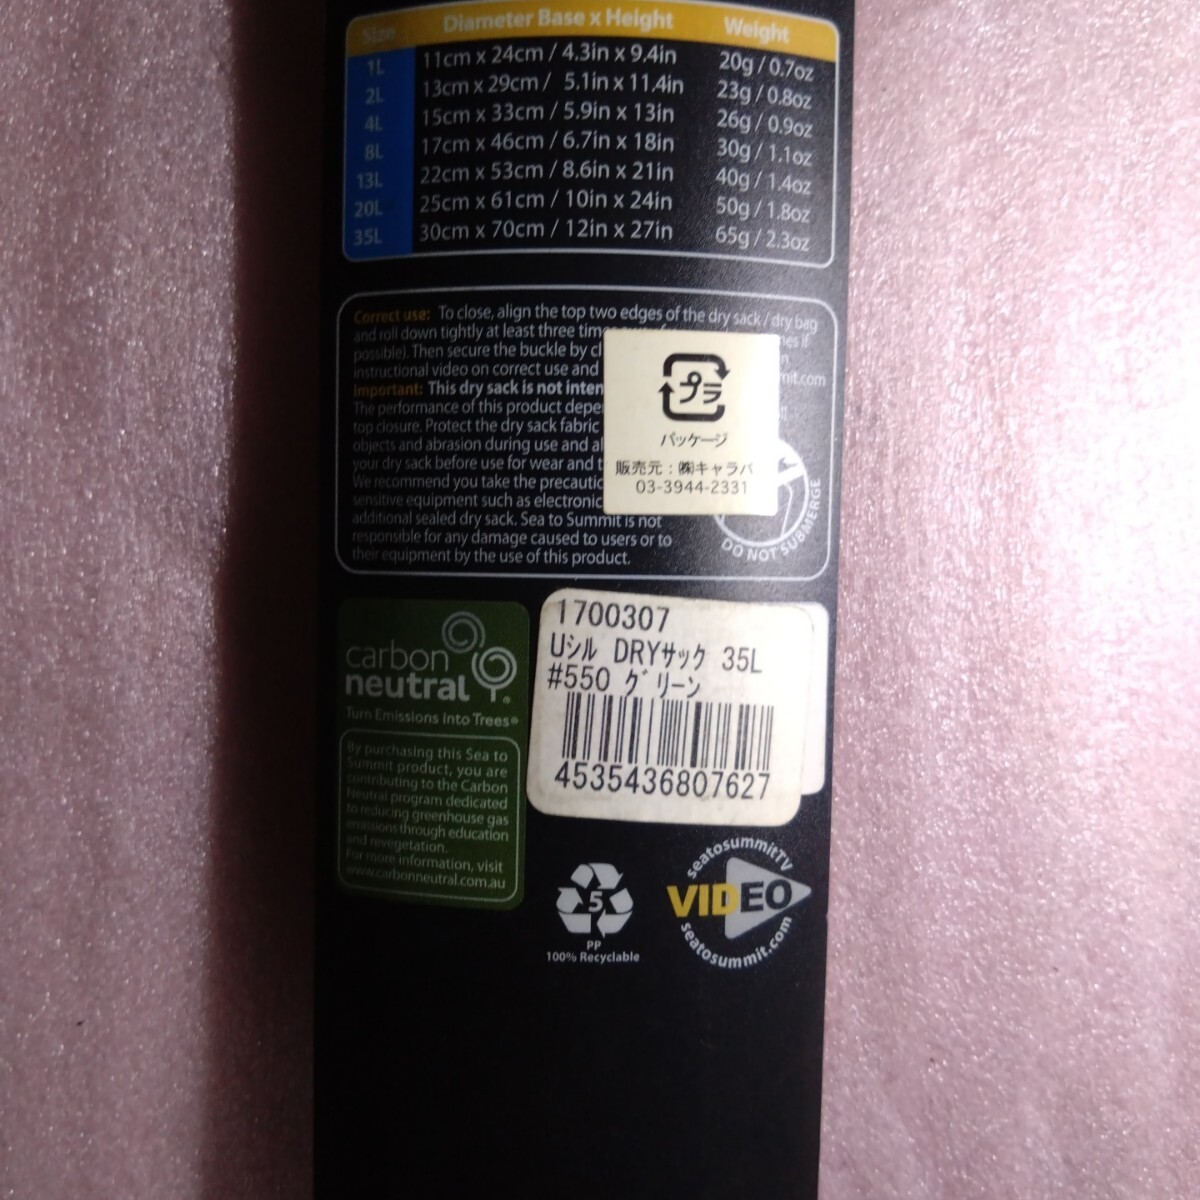 Size Diameter Base x Height Weight
1L 11cm x 24cm / 4.3in x 9.4in 20g / 0.7oz
2L 13cm x 29cm / 5.1in x 11.4in 23g / 0.8oz
4L 15cm x 33cm / 5.9in x 13in 26g / 0.9oz
8L 17cm x 46cm / 6.7in x 18in 30g / 1.1oz
13L 22cm x 53cm / 8.6in x 21in 40g / 1.4oz
20L 25cm x 61cm / 10in x 24in 50g / 1.8oz
35L 30cm x 70cm / 12in x 27in 65g / 2.3oz
Correct use: To close, align the top two edges of the dry sack / dry bag
and roll down tightly at least three
possible). Then secure the buckle by
instructional video on correct use and
Important: This dry sack is not
The performance of this product
top closure. Protect the dry sack fabric
objects and abrasion during use and
your dry sack before use for wear and
We recommend you take the
sensitive equipment such as
additional sealed dry sack. Sea to Summit is not
responsible for any damage caused to users or to
their equipment by the use of this product.
プラ
パッケージ
販売元：㈱キャラバ
03-3944-2331
DO NOT SUBMERGE
carbon
neutral®
Turn Emissions into Trees®
By purchasing this Sea to
Summit product, you are
contributing to the Carbon
Neutral program dedicated
to reducing greenhouse gas
emissions through education
and revegetation.
For more information, visit
www.carbonneutral.com.au
1700307
Uシル DRYサック 35L
#550 グリーン
4535436807627
5
PP
100% Recyclable
seatosummitTV
VIDEO
seatosummit.com